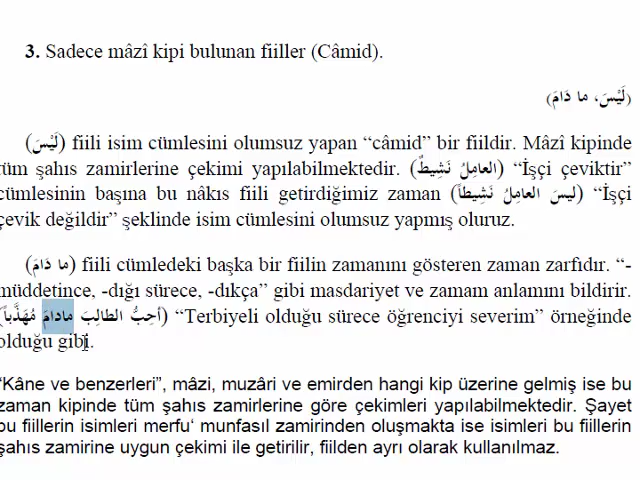 3. Sadece mâzî kipi bulunan fiiller (Câmid).
(لَيْسَ، ما دَامَ)
(لَيْسَ) fiili isim cümlesini olumsuz yapan “câmid” bir fiildir. Mâzî kipinde
tüm şahıs zamirlerine çekimi yapılabilmektedir. (العامِلُ نَشِيطٌ) “İşçi çeviktir”
cümlesinin başına bu nâkıs fiili getirdiğimiz zaman (ليسَ العامِلُ نَشِيطاً) “İşçi
çevik değildir” şeklinde isim cümlesini olumsuz yapmış oluruz.
(ما دَامَ) fiili cümledeki başka bir fiilin zamanını gösteren zaman zarfıdır. “-
müddetince, -dığı sürece, -dıkça” gibi masdariyet ve zamam anlamını bildirir.
(أحِبُّ الطالِبَ مادامَ مُهَذَّباً) “Terbiyeli olduğu sürece öğrenciyi severim” örneğinde
olduğu gibi.
“Kâne ve benzerleri”, mâzi, muzâri ve emirden hangi kip üzerine gelmiş ise bu
zaman kipinde tüm şahıs zamirlerine göre çekimleri yapılabilmektedir. Şayet
bu fiillerin isimleri merfu‘ munfasıl zamirinden oluşmakta ise isimleri bu fiillerin
şahıs zamirine uygun çekimi ile getirilir, fiilden ayrı olarak kullanılmaz.